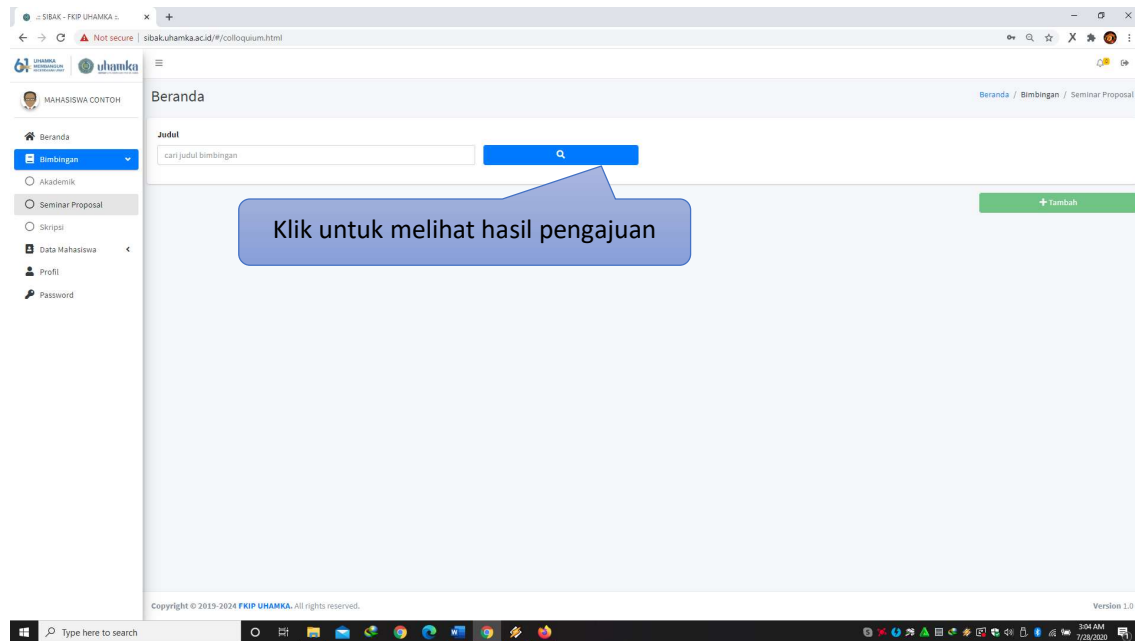 .:: SIBAK - FKIP UHAMKA ::.
Not secure sibak.uhamka.ac.id/#/colloquium.html
61 UHAMKA
MEMBANGUN
uhamka
MAHASISWA CONTOH
Beranda
Beranda / Bimbingan / Seminar Proposal
Beranda
Bimbingan
Akademik
Seminar Proposal
Skripsi
Data Mahasiswa
Profil
Password
Judul
cari judul bimbingan
+ Tambah
Klik untuk melihat hasil pengajuan
Copyright © 2019-2024 FKIP UHAMKA. All rights reserved.
Version 1.0
Type here to search
3:04 AM
7/28/2020